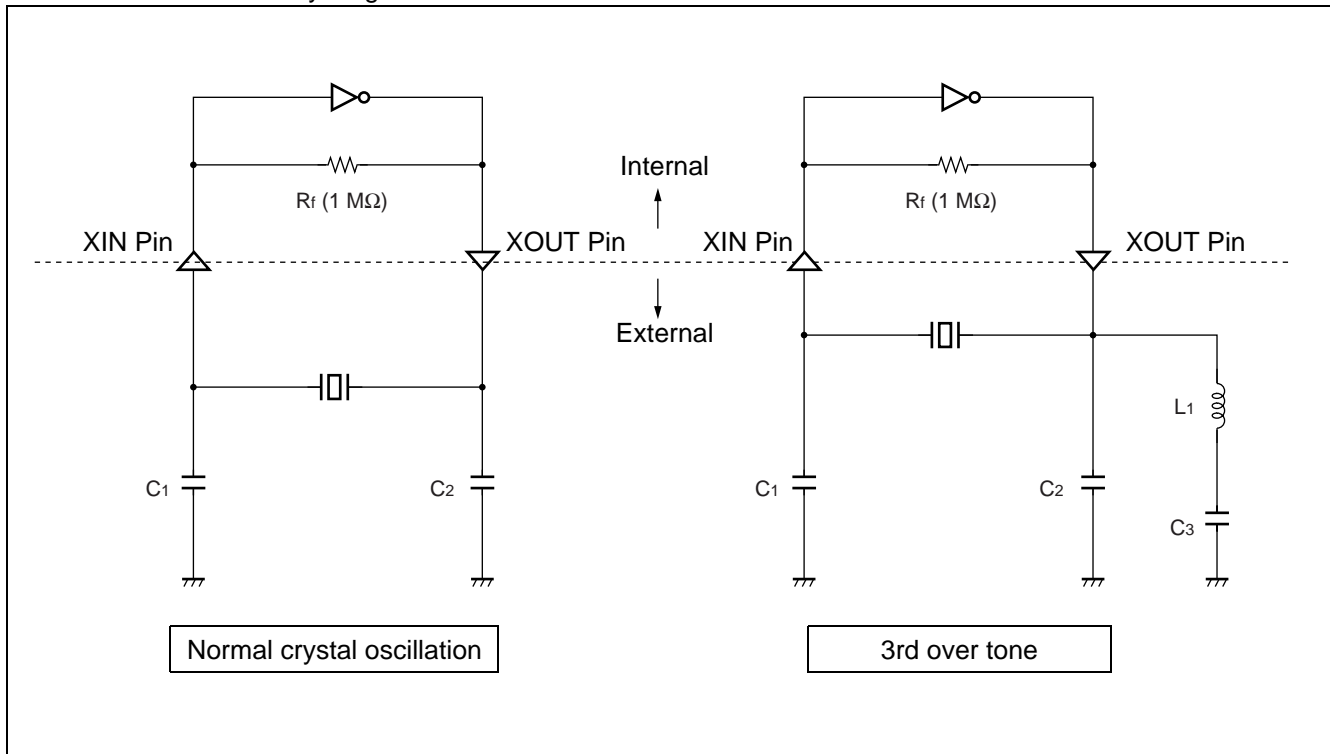 Rf (1 MΩ)
XIN Pin
XOUT Pin
C1
C2
Normal crystal oscillation
Internal
External
Rf (1 MΩ)
XIN Pin
XOUT Pin
C1
C2
L1
C3
3rd over tone